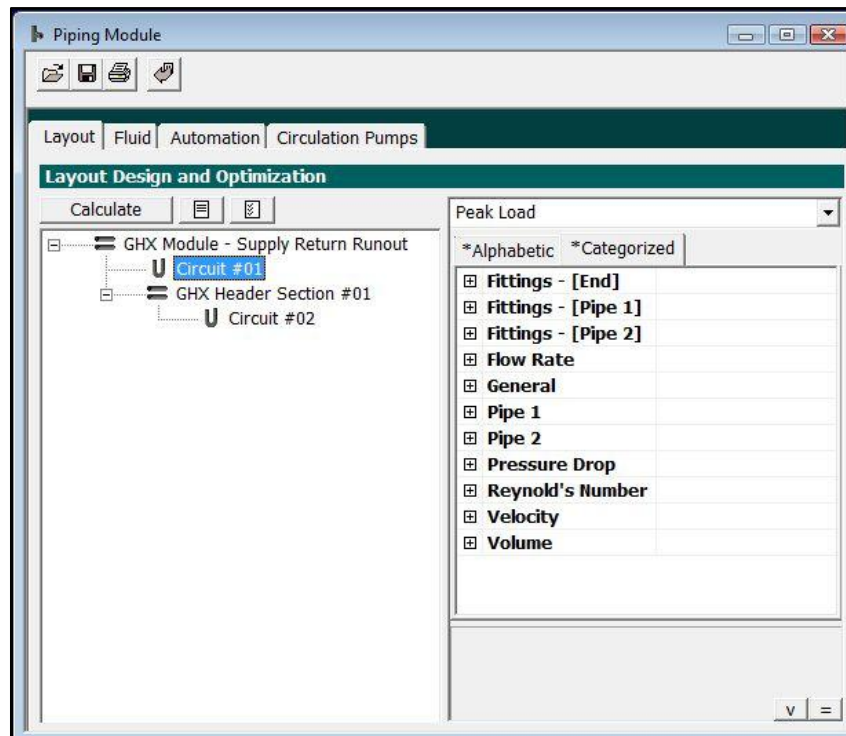 Piping Module
Layout Fluid Automation Circulation Pumps
Layout Design and Optimization
Calculate
Peak Load
GHX Module - Supply Return Runout
Circuit #01
GHX Header Section #01
Circuit #02
*Alphabetic *Categorized
Fittings - [End]
Fittings - [Pipe 1]
Fittings - [Pipe 2]
Flow Rate
General
Pipe 1
Pipe 2
Pressure Drop
Reynold's Number
Velocity
Volume
v =